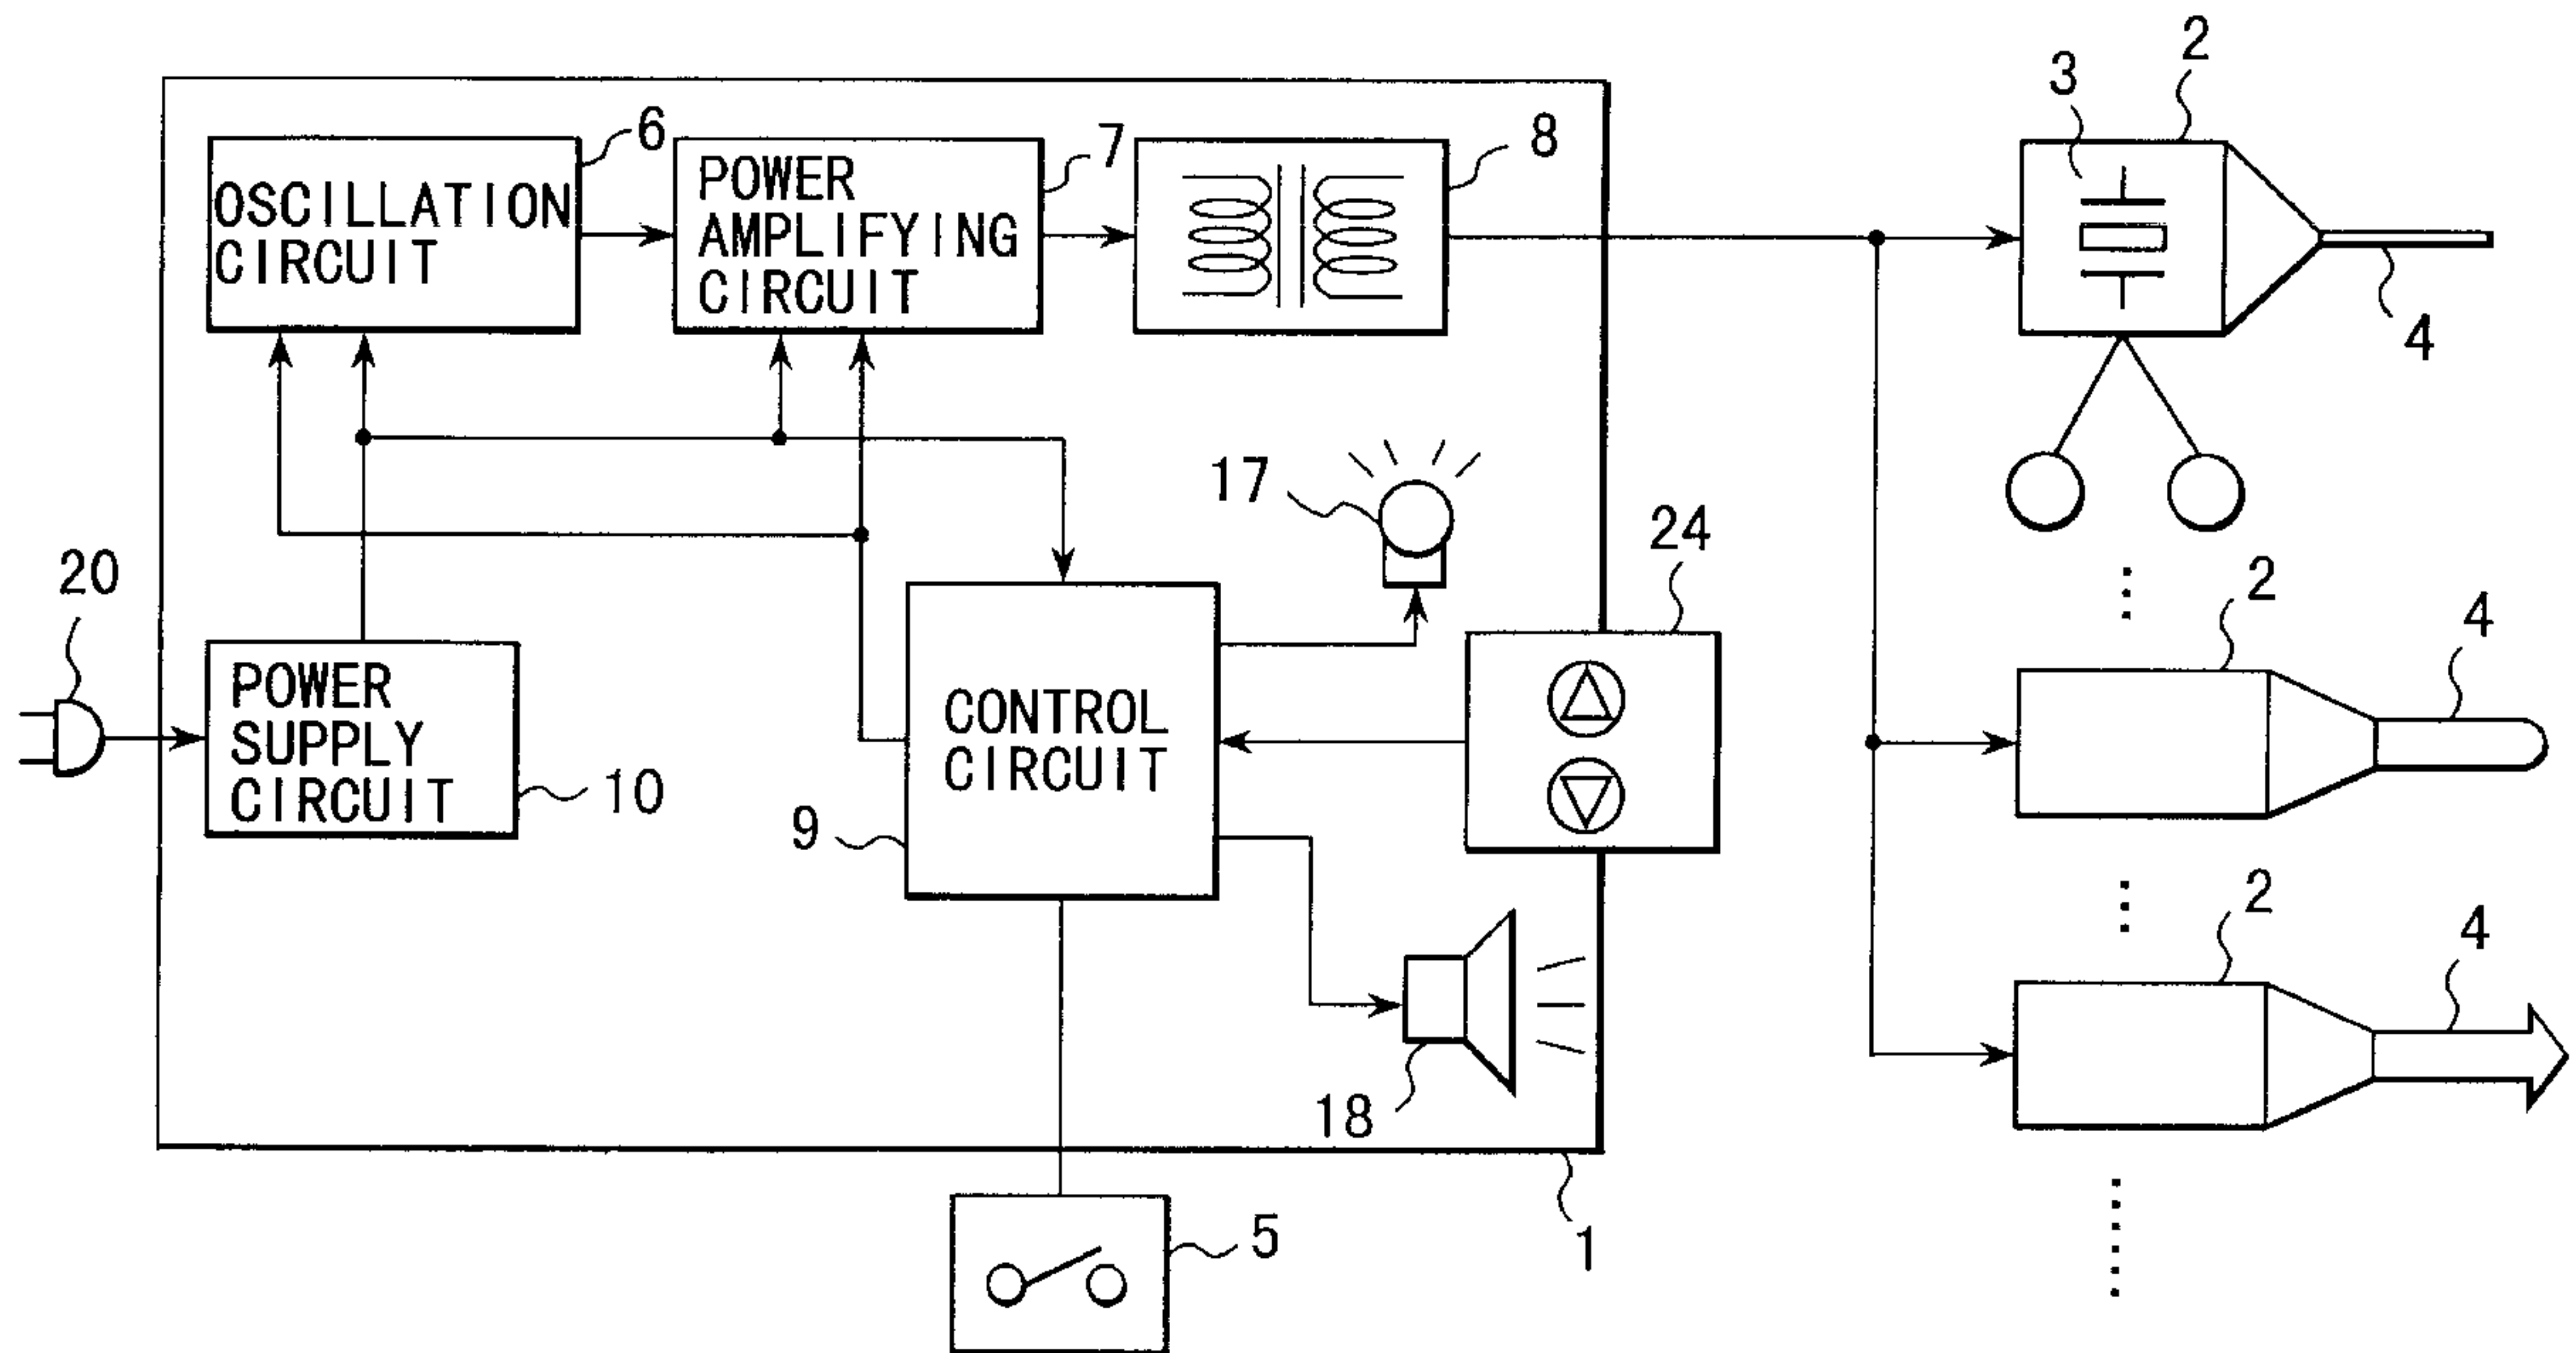 2
3
6
OSCILLATION
CIRCUIT
POWER
AMPLIFYING
CIRCUIT
7
8
4
17
24
20
2
4
POWER
SUPPLY
CIRCUIT
10
CONTROL
CIRCUIT
9
2
4
18
1
5